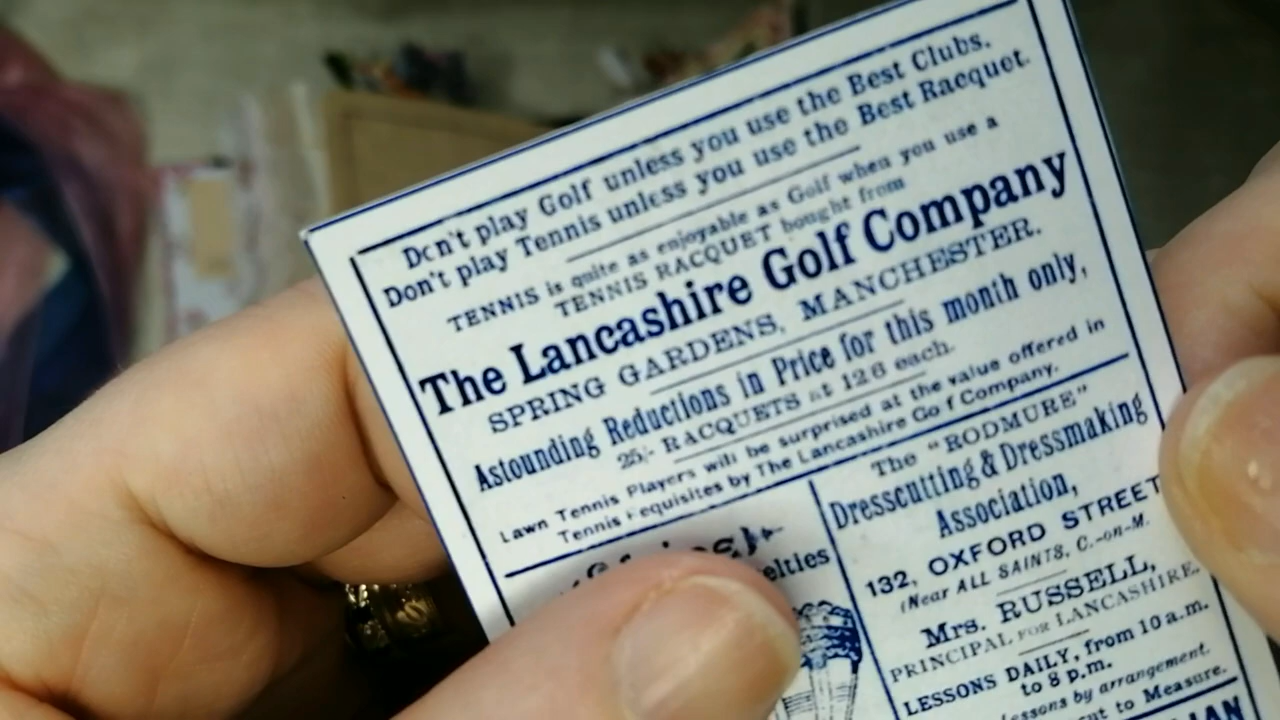 Don't play Golf unless you use the Best Clubs.
Don't play Tennis unless you use the Best Racquet.
TENNIS is quite as enjoyable as Golf when you use a
TENNIS RACQUET bought from
The Lancashire Golf Company
SPRING GARDENS, MANCHESTER.
Astounding Reductions in Price for this month only,
25/- RACQUETS at 12 6 each.
Lawn Tennis Players will be surprised at the value offered in
Tennis Requisites by The Lancashire Go f Company.
elties
The "RODMURE"
Dresscutting & Dressmaking
Association,
132, OXFORD STREET
(Near ALL SAINTS, C.-on-M.
Mrs. RUSSELL,
PRINCIPAL FOR LANCASHIRE.
LESSONS DAILY, from 10 a.m.
to 8 p.m.
lessons by arrangement.
to Measure.